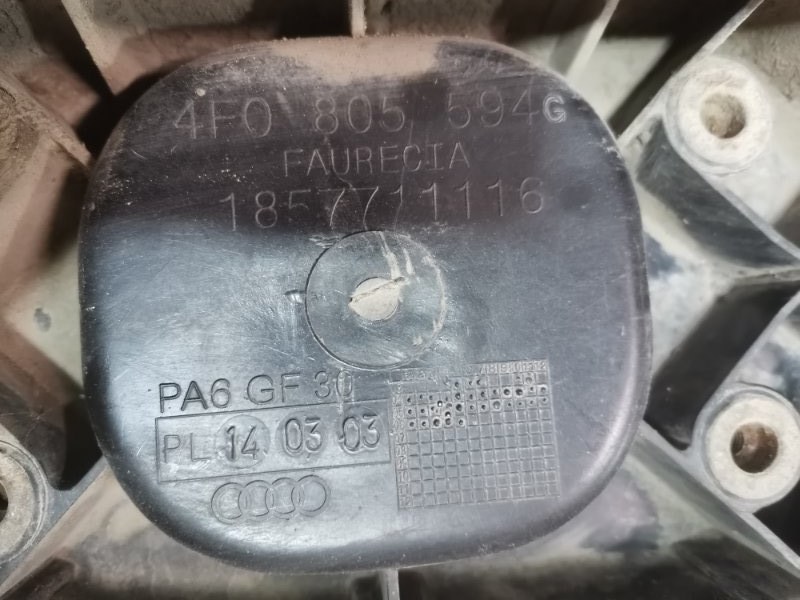 4F0 805 594G
FAURECIA
1857711116
PA6 GF 30
PL 14 03 03